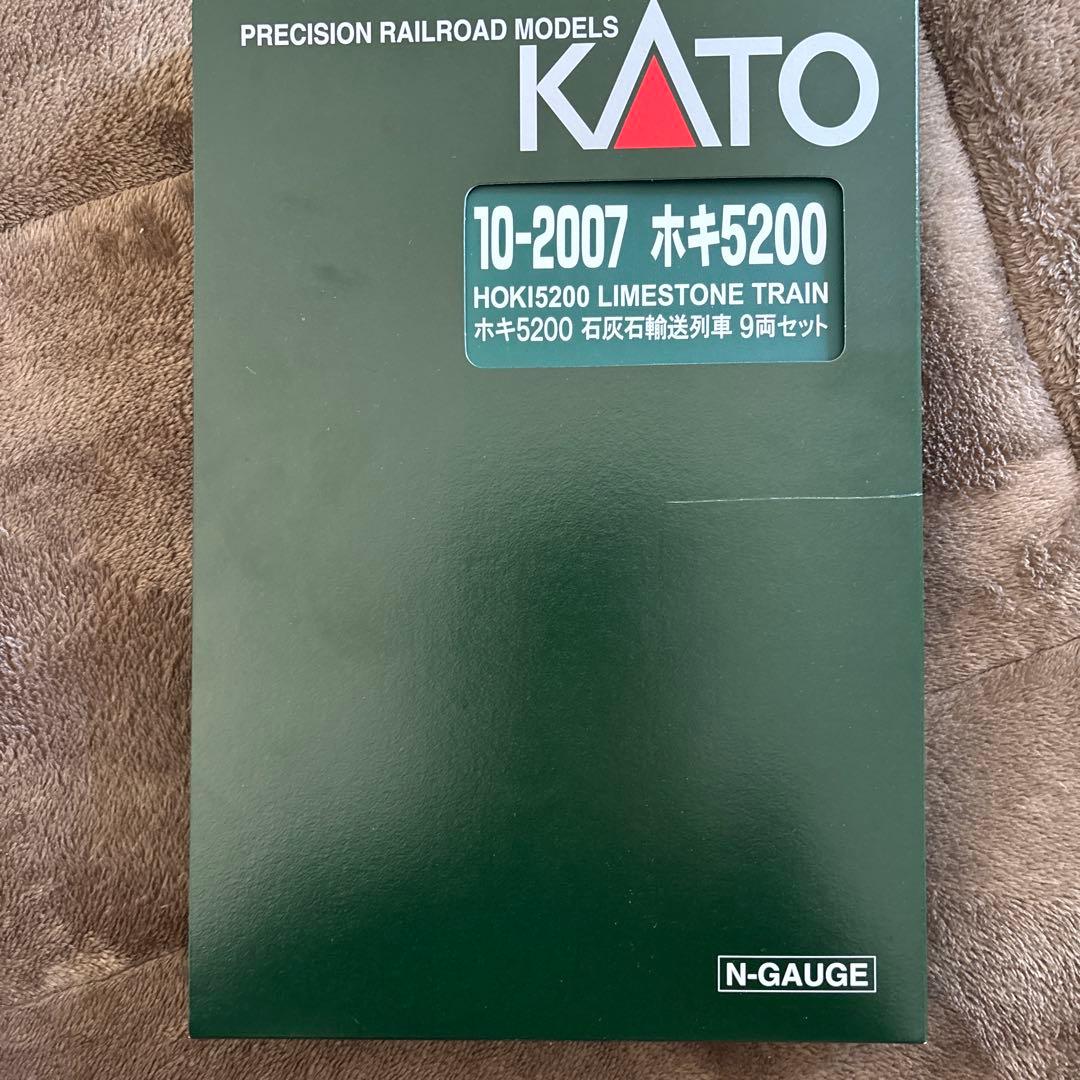 PRECISION RAILROAD MODELS
KATO
10-2007 ホキ5200
HOKI5200 LIMESTONE TRAIN
ホキ5200 石灰石輸送列車 9両セット
N-GAUGE